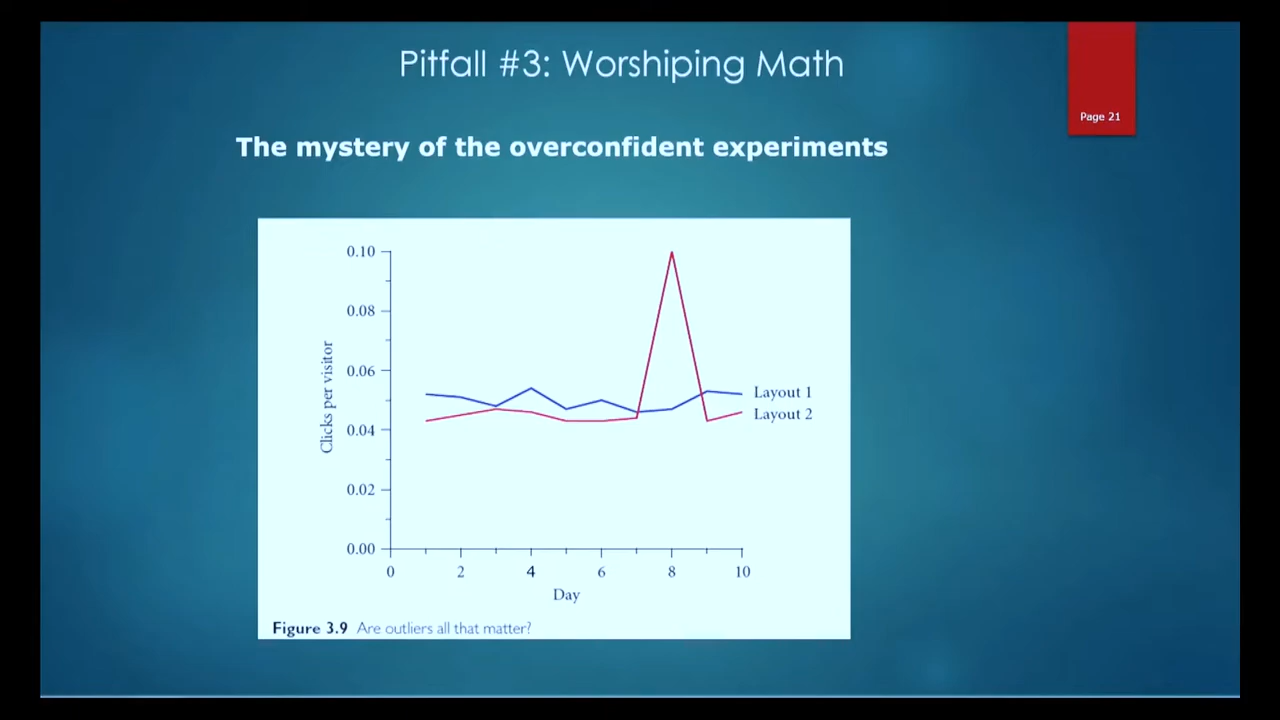 Pitfall #3: Worshiping Math
Page 21
The mystery of the overconfident experiments
0.10
0.08
0.06
0.04
0.02
0.00
Clicks per visitor
Layout 1
Layout 2
0 2 4 6 8 10
Day
Figure 3.9 Are outliers all that matter?